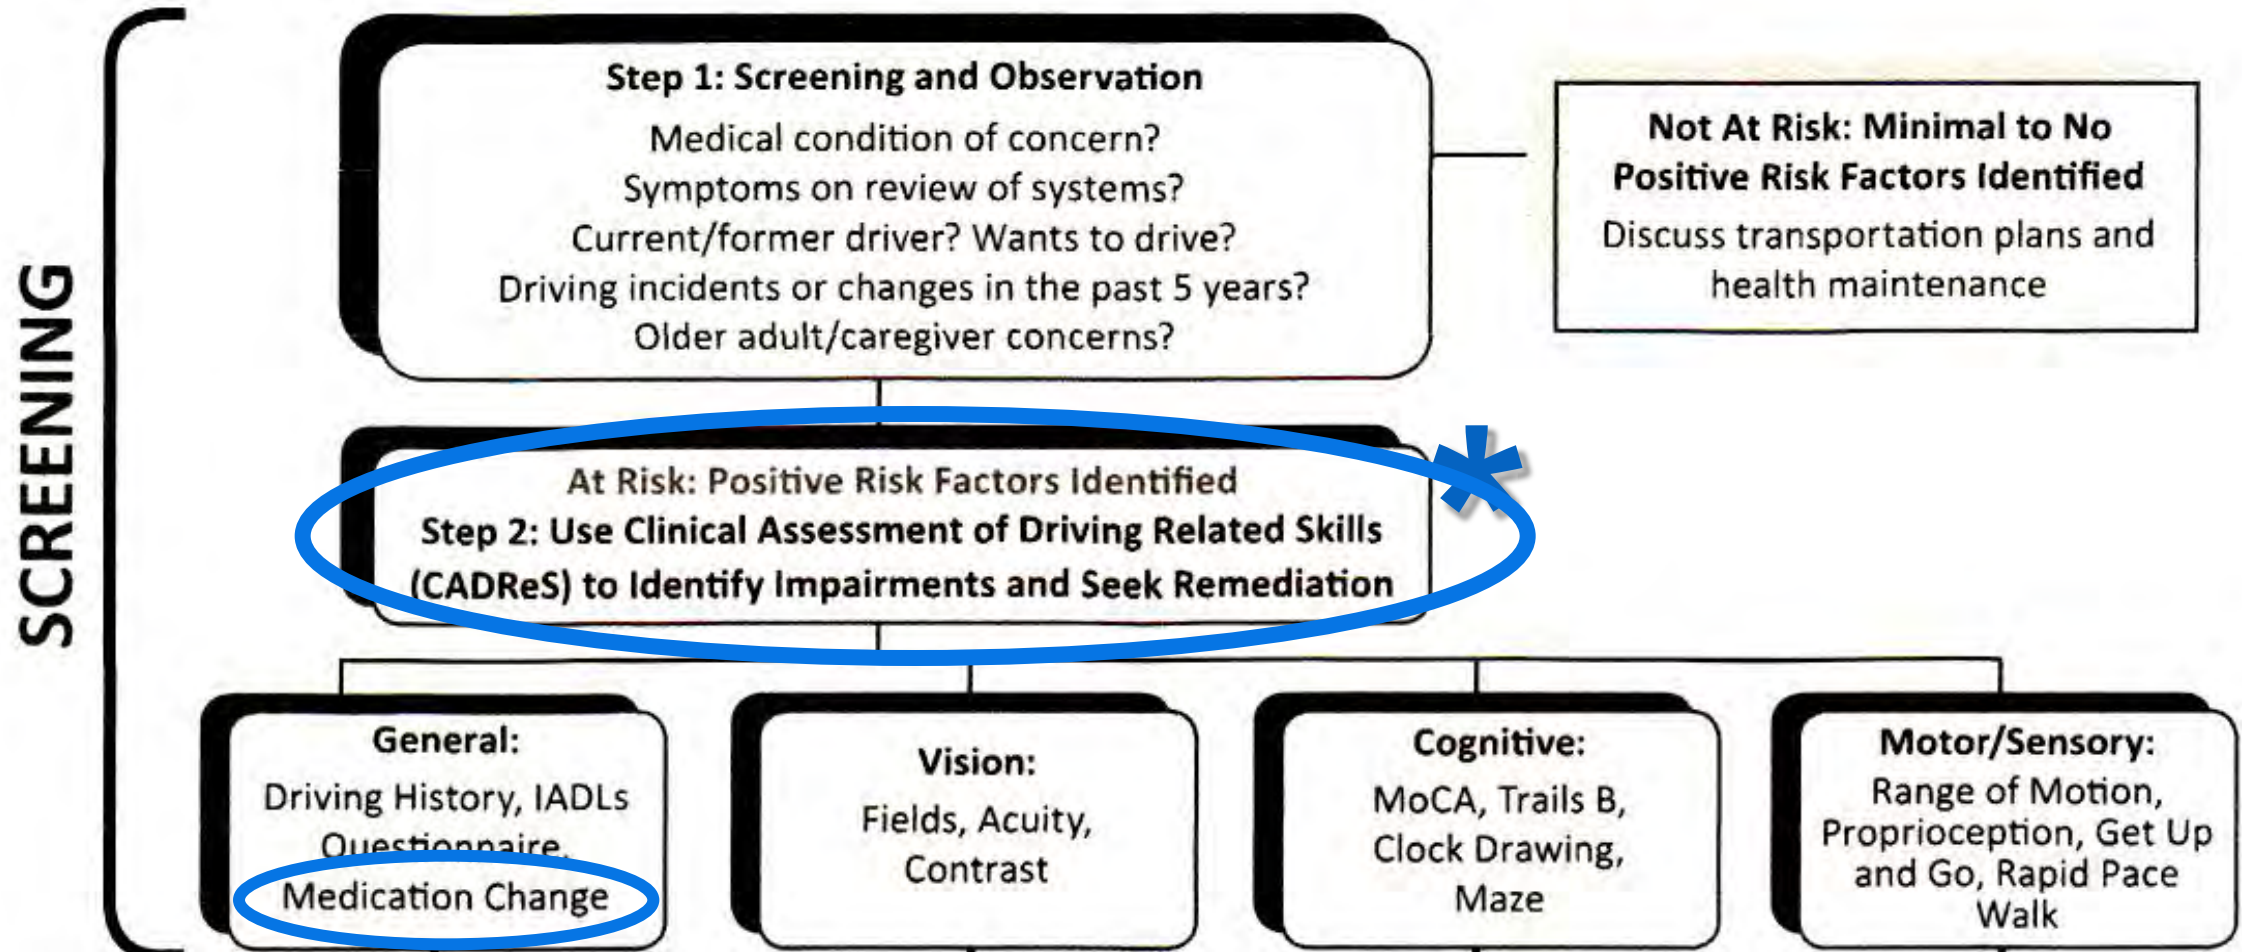 SCREENING
Step 1: Screening and Observation
Medical condition of concern?
Symptoms on review of systems?
Current/former driver? Wants to drive?
Driving incidents or changes in the past 5 years?
Older adult/caregiver concerns?
Not At Risk: Minimal to No
Positive Risk Factors Identified
Discuss transportation plans and
health maintenance
At Risk: Positive Risk Factors Identified
*
Step 2: Use Clinical Assessment of Driving Related Skills
(CADReS) to Identify Impairments and Seek Remediation
General:
Driving History, IADLs
Questionnaire,
Medication Change
Vision:
Fields, Acuity,
Contrast
Cognitive:
MoCA, Trails B,
Clock Drawing,
Maze
Motor/Sensory:
Range of Motion,
Proprioception, Get Up
and Go, Rapid Pace
Walk